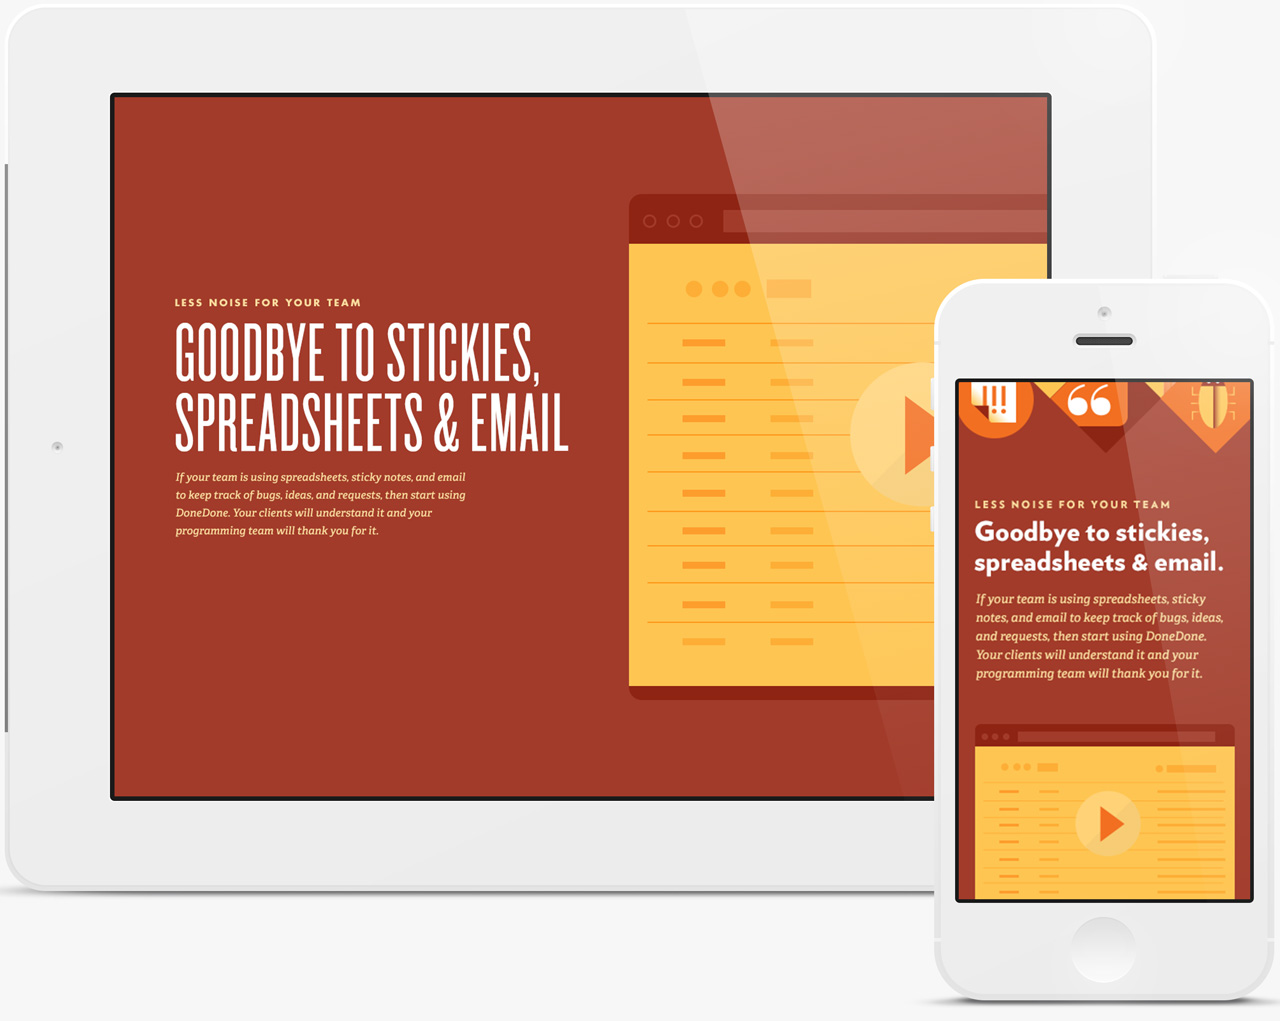 LESS NOISE FOR YOUR TEAM
GOODBYE TO STICKIES,
SPREADSHEETS & EMAIL
If your team is using spreadsheets, sticky notes, and email
to keep track of bugs, ideas, and requests, then start using
DoneDone. Your clients will understand it and your
programming team will thank you for it.
!!!
“
LESS NOISE FOR YOUR TEAM
Goodbye to stickies,
spreadsheets & email.
If your team is using spreadsheets, sticky
notes, and email to keep track of bugs, ideas,
and requests, then start using DoneDone.
Your clients will understand it and your
programming team will thank you for it.